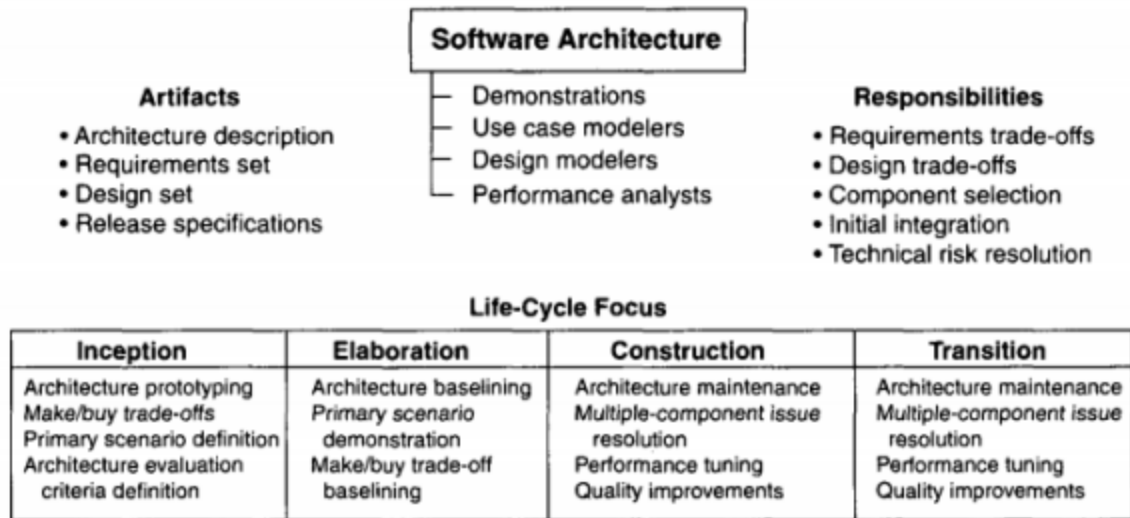 Software Architecture
Demonstrations
Use case modelers
Design modelers
Performance analysts
Artifacts
• Architecture description
• Requirements set
• Design set
• Release specifications
Responsibilities
• Requirements trade-offs
• Design trade-offs
• Component selection
• Initial integration
• Technical risk resolution
Life-Cycle Focus
Inception
Architecture prototyping
Make/buy trade-offs
Primary scenario definition
Architecture evaluation
criteria definition
Elaboration
Architecture baselining
Primary scenario
demonstration
Make/buy trade-off
baselining
Construction
Architecture maintenance
Multiple-component issue
resolution
Performance tuning
Quality improvements
Transition
Architecture maintenance
Multiple-component issue
resolution
Performance tuning
Quality improvements